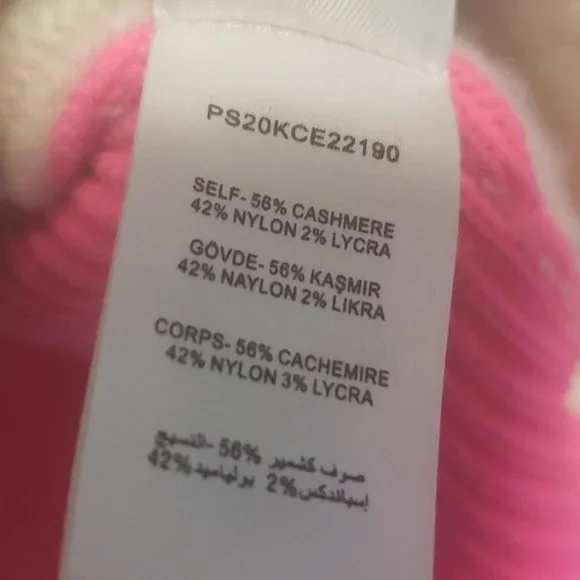 PS20KCE22190
SELF- 56% CASHMERE
42% NYLON 2% LYCRA
GÖVDE- 56% KAŞMIR
42% NAYLON 2% LIKRA
CORPS- 56% CACHEMIRE
42% NYLON 3% LYCRA
صوف كشمير 56% -النسيج
إسباندكس 2% بولياميد 42%